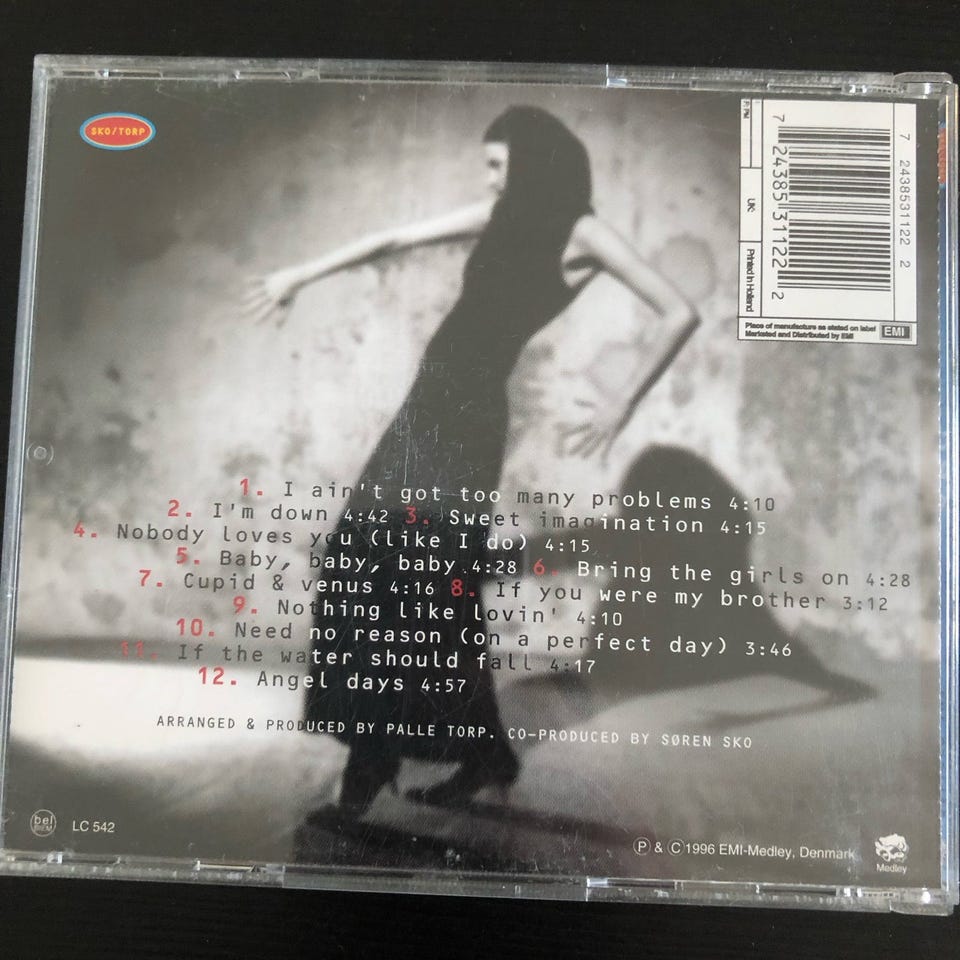 SKO/TORP
7 24385 31122 2
7 2438531122 2
UK:
Printed in Holland
Place of manufacture as stated on label
Marketed and Distributed by EMI
EMI
1. I ain't got too many problems 4:10
2. I'm down 4:42 3. Sweet imagination 4:15
4. Nobody loves you (like I do) 4:15
5. Baby, baby, baby 4:28 6. Bring the girls on 4:28
7. Cupid & venus 4:16 8. If you were my brother 3:12
9. Nothing like lovin' 4:10
10. Need no reason (on a perfect day) 3:46
11. If the water should fall 4:17
12. Angel days 4:57
ARRANGED & PRODUCED BY PALLE TORP. CO-PRODUCED BY SØREN SKO
bel
BIEM
LC 542
Ⓟ & Ⓒ 1996 EMI-Medley, Denmark
Medley